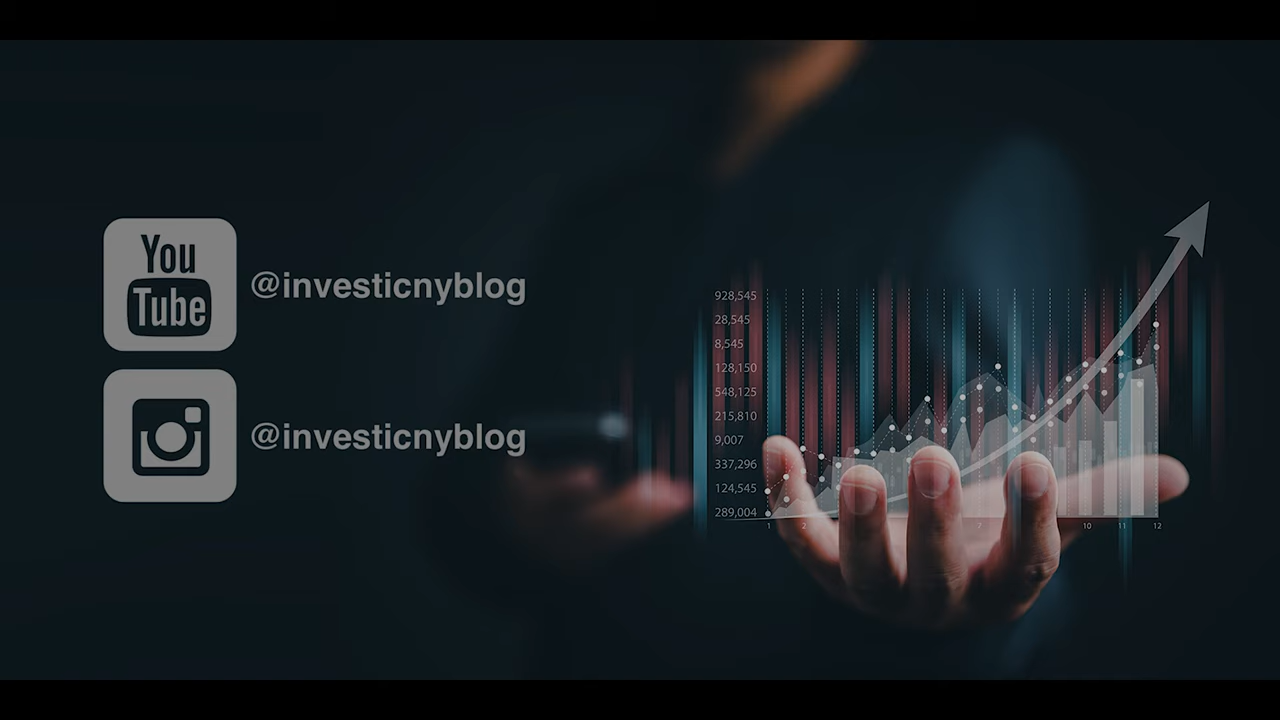 You
Tube
@investicnyblog
@investicnyblog
928,545
28,545
8,545
128,150
548,125
215,810
9,007
337,296
124,545
289,004
1 2 7 10 11 12